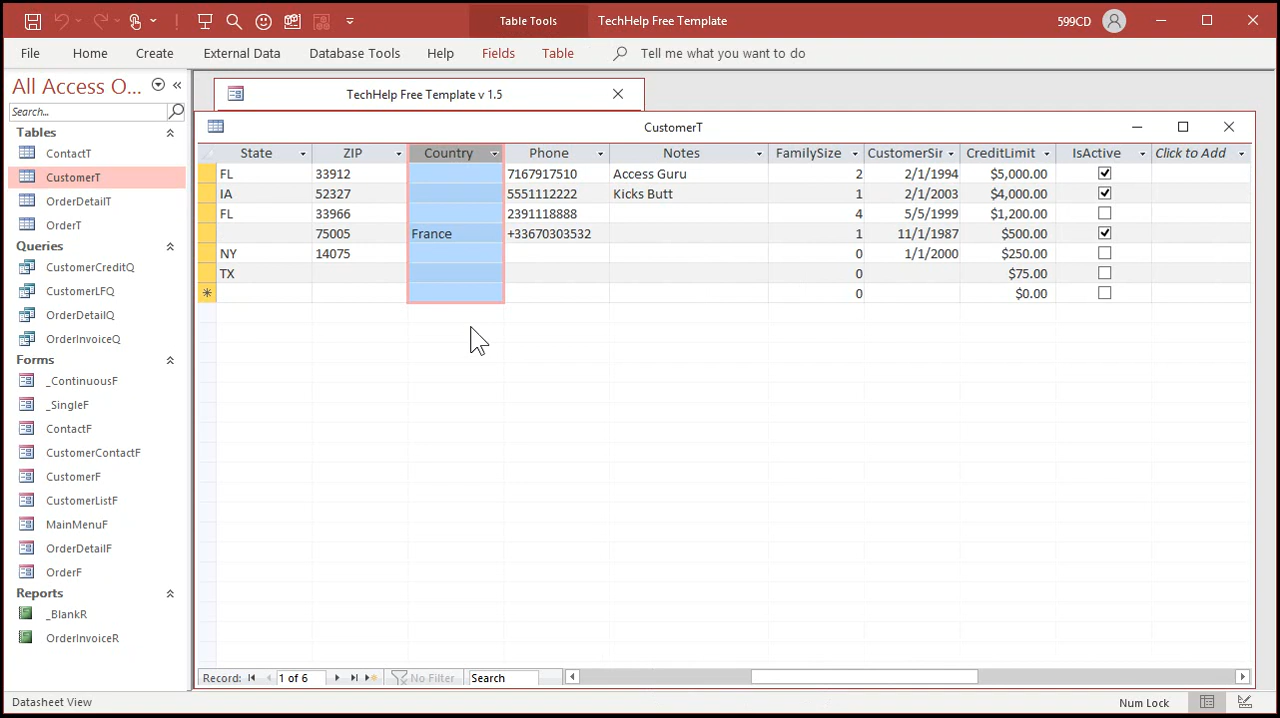 Table Tools
TechHelp Free Template
599CD
File Home Create External Data Database Tools Help Fields Table Tell me what you want to do
All Access O...
Search...
Tables
ContactT
CustomerT
OrderDetailT
OrderT
Queries
CustomerCreditQ
CustomerLFQ
OrderDetailQ
OrderInvoiceQ
Forms
_ContinuousF
_SingleF
ContactF
CustomerContactF
CustomerF
CustomerListF
MainMenuF
OrderDetailF
OrderF
Reports
_BlankR
OrderInvoiceR
TechHelp Free Template v 1.5
CustomerT
State ZIP Country Phone Notes FamilySize CustomerSin CreditLimit IsActive Click to Add
FL 33912 7167917510 Access Guru 2 2/1/1994 $5,000.00
IA 52327 5551112222 Kicks Butt 1 2/1/2003 $4,000.00
FL 33966 2391118888 4 5/5/1999 $1,200.00
75005 France +33670303532 1 11/1/1987 $500.00
NY 14075 0 1/1/2000 $250.00
TX 0 $75.00
0 $0.00
Record: 1 of 6 No Filter Search
Datasheet View
Num Lock